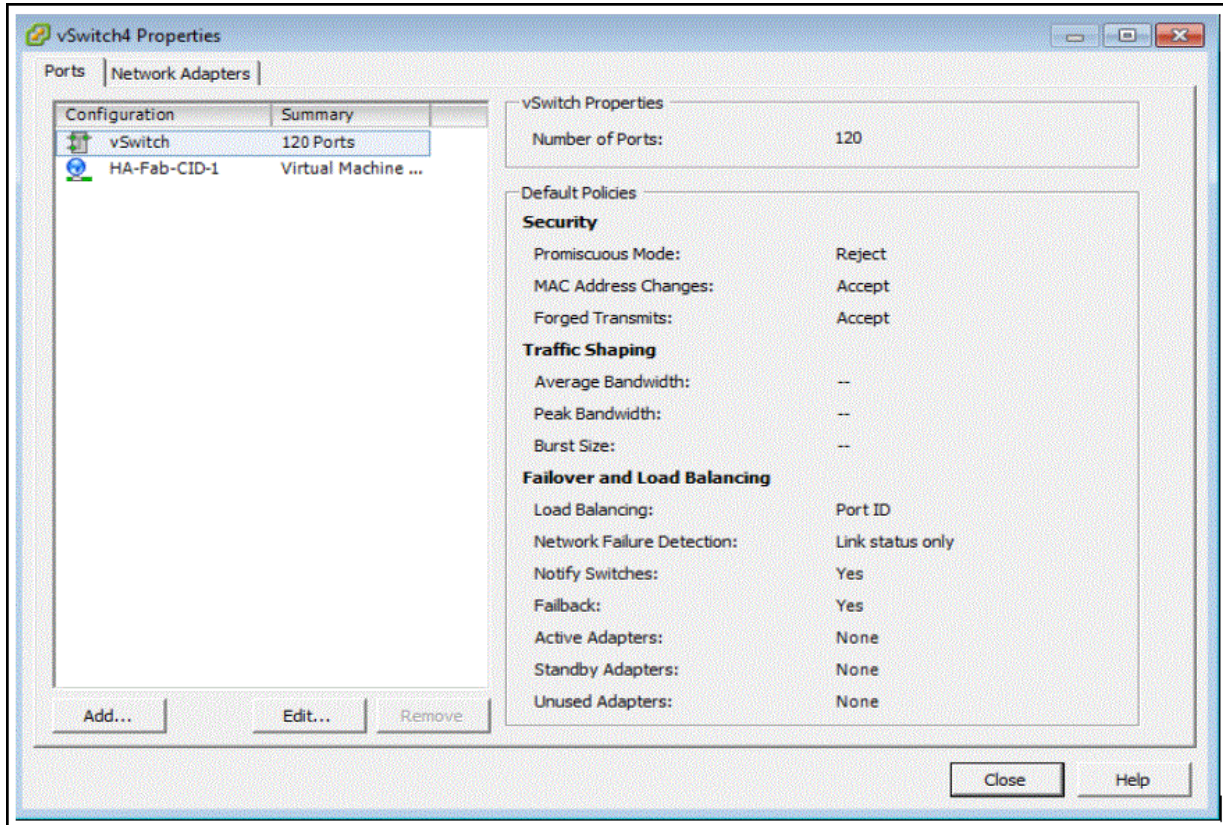 vSwitch4 Properties
Ports Network Adapters
Configuration Summary
vSwitch 120 Ports
HA-Fab-CID-1 Virtual Machine ...
Add... Edit... Remove
vSwitch Properties
Number of Ports: 120
Default Policies
Security
Promiscuous Mode: Reject
MAC Address Changes: Accept
Forged Transmits: Accept
Traffic Shaping
Average Bandwidth: --
Peak Bandwidth: --
Burst Size: --
Failover and Load Balancing
Load Balancing: Port ID
Network Failure Detection: Link status only
Notify Switches: Yes
Failback: Yes
Active Adapters: None
Standby Adapters: None
Unused Adapters: None
Close Help